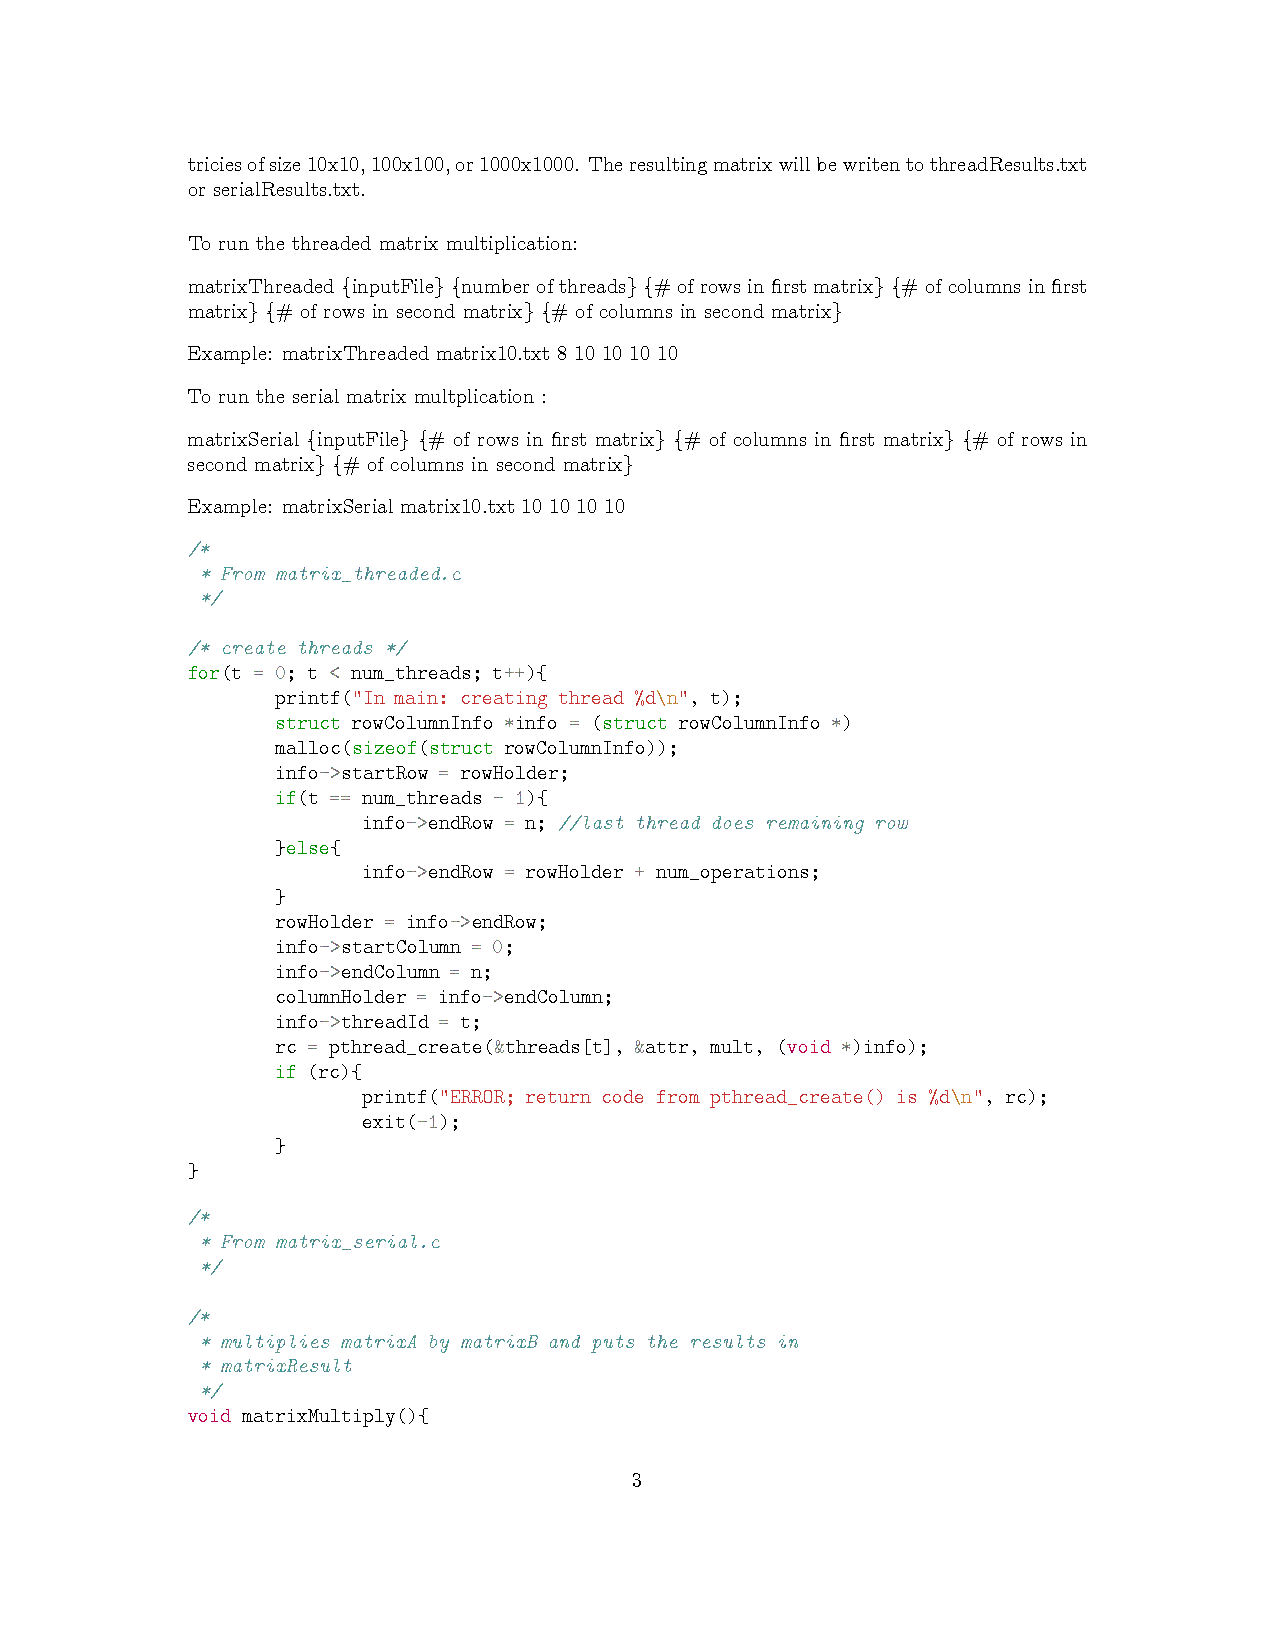 tricies of size 10x10, 100x100, or 1000x1000. The resulting matrix will be writen to threadResults.txt
or serialResults.txt.
To run the threaded matrix multiplication:
matrixThreaded {inputFile} {number of threads} {# of rows in first matrix} {# of columns in first
matrix} {# of rows in second matrix} {# of columns in second matrix}
Example: matrixThreaded matrix10.txt 8 10 10 10 10
To run the serial matrix multplication :
matrixSerial {inputFile} {# of rows in first matrix} {# of columns in first matrix} {# of rows in
second matrix} {# of columns in second matrix}
Example: matrixSerial matrix10.txt 10 10 10 10
/*
 * From matrix_threaded.c
 */
/* create threads */
for(t = 0; t < num_threads; t++){
        printf("In main: creating thread %d\n", t);
        struct rowColumnInfo *info = (struct rowColumnInfo *)
        malloc(sizeof(struct rowColumnInfo));
        info->startRow = rowHolder;
        if(t == num_threads - 1){
                info->endRow = n; //last thread does remaining row
        }else{
                info->endRow = rowHolder + num_operations;
        }
        rowHolder = info->endRow;
        info->startColumn = 0;
        info->endColumn = n;
        columnHolder = info->endColumn;
        info->threadId = t;
        rc = pthread_create(&threads[t], &attr, mult, (void *)info);
        if (rc){
                printf("ERROR; return code from pthread_create() is %d\n", rc);
                exit(-1);
        }
}
/*
 * From matrix_serial.c
 */
/*
 * multiplies matrixA by matrixB and puts the results in
 * matrixResult
 */
void matrixMultiply(){
3